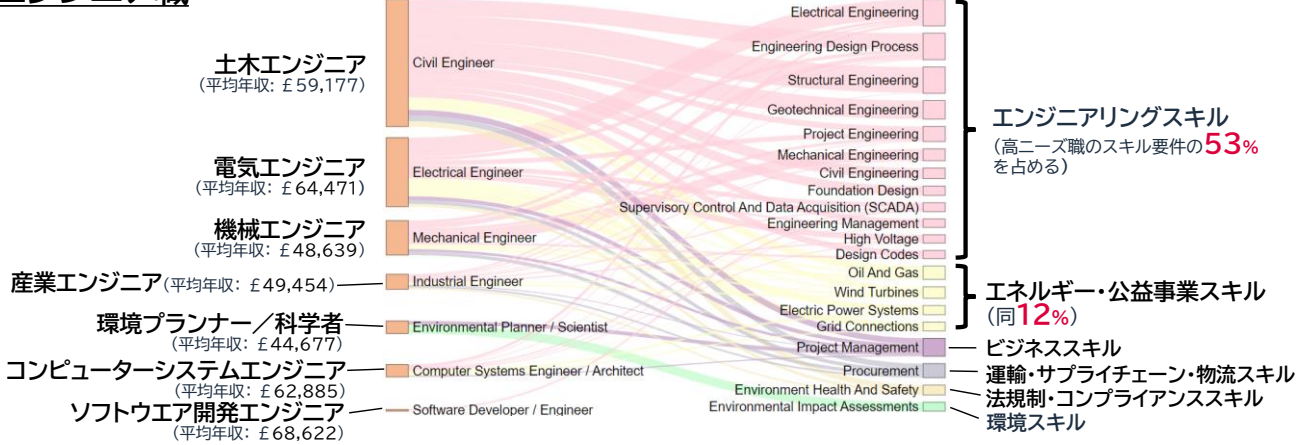 エンジニア職
土木エンジニア
(平均年収: £59,177)
電気エンジニア
(平均年収: £64,471)
機械エンジニア
(平均年収: £48,639)
産業エンジニア(平均年収: £49,454)
環境プランナー／科学者
(平均年収: £44,677)
コンピューターシステムエンジニア
(平均年収: £62,885)
ソフトウエア開発エンジニア
(平均年収: £68,622)
Civil Engineer
Electrical Engineer
Mechanical Engineer
Industrial Engineer
Environmental Planner / Scientist
Computer Systems Engineer / Architect
Software Developer / Engineer
Electrical Engineering
Engineering Design Process
Structural Engineering
Geotechnical Engineering
Project Engineering
Mechanical Engineering
Civil Engineering
Foundation Design
Supervisory Control And Data Acquisition (SCADA)
Engineering Management
High Voltage
Design Codes
Oil And Gas
Wind Turbines
Electric Power Systems
Grid Connections
Project Management
Procurement
Environment Health And Safety
Environmental Impact Assessments
エンジニアリングスキル
(高ニーズ職のスキル要件の53%
を占める)
エネルギー・公益事業スキル
(同12%)
ビジネススキル
運輸・サプライチェーン・物流スキル
法規制・コンプライアンススキル
環境スキル